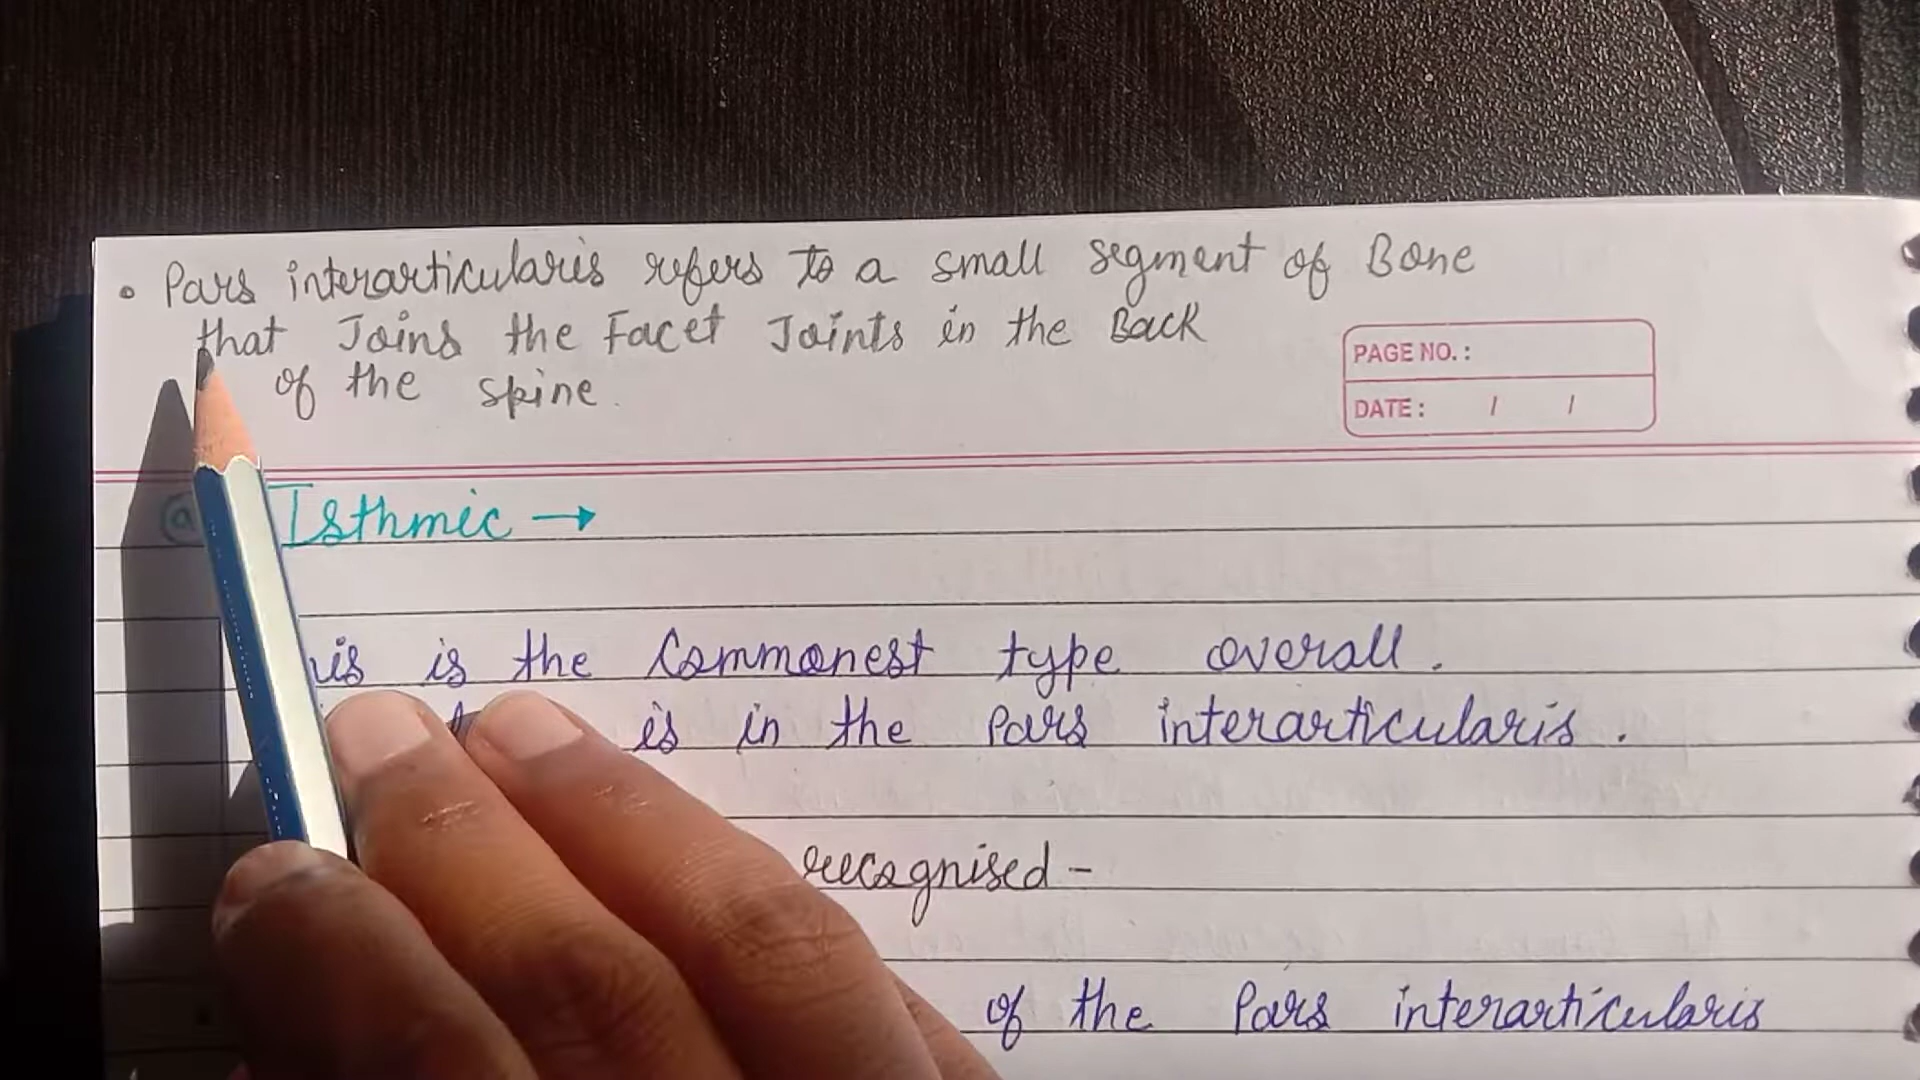 • Pars interarticularis refers to a small segment of Bone
that Joins the Facet Joints in the Back
of the spine.
PAGE NO.:
DATE: / /
a Isthmic →
is the Commonest type overall.
is in the Pars interarticularis.
recognised -
of the Pars interarticularis